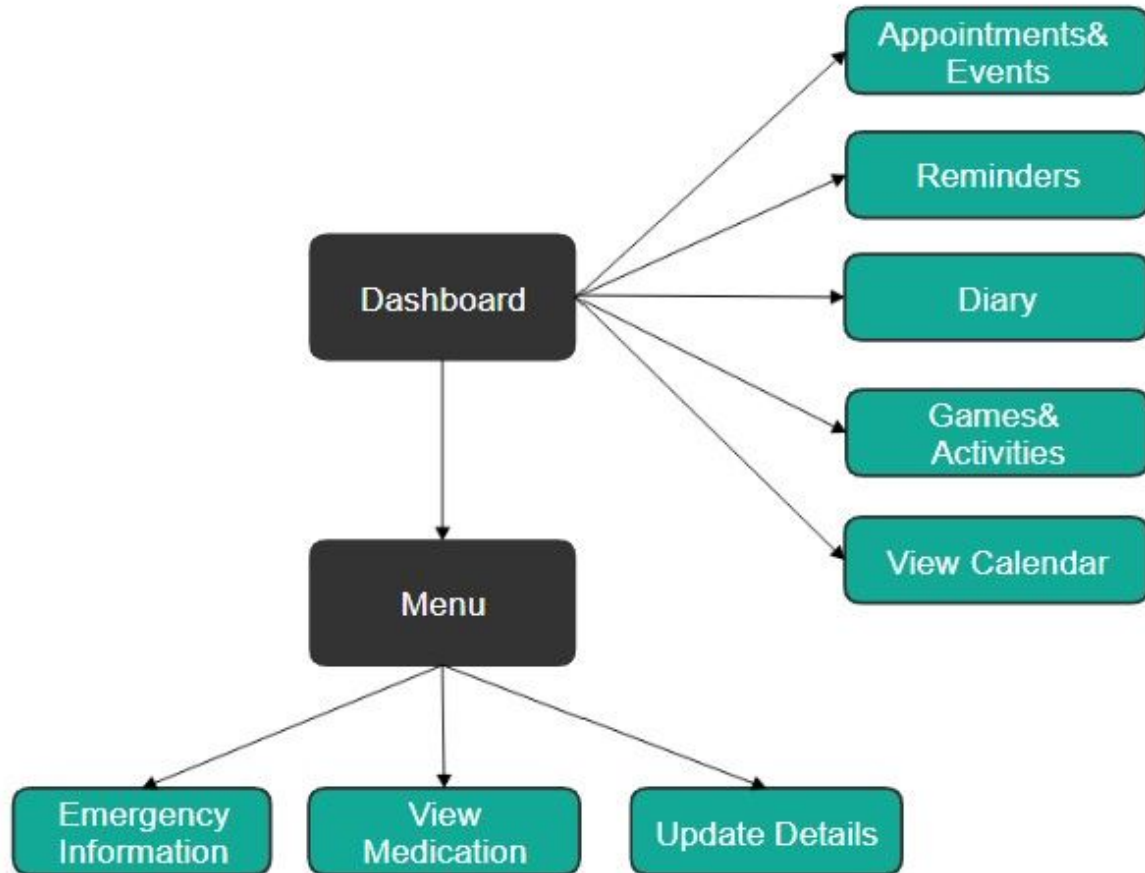 Appointments&
Events
Reminders
Dashboard
Diary
Games&
Activities
View Calendar
Menu
Emergency
Information
View
Medication
Update Details